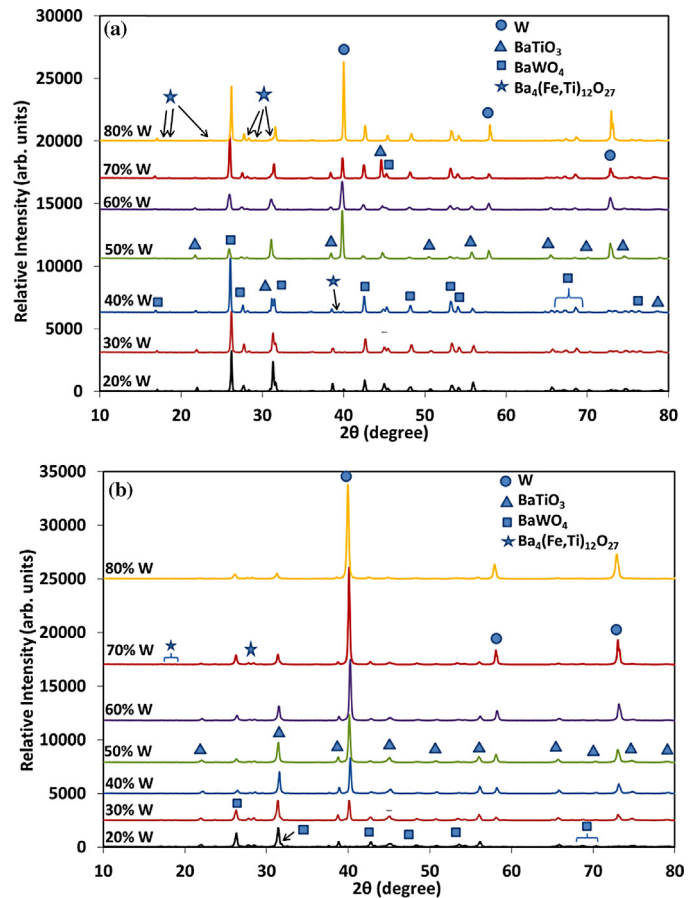 (a)
W
BaTiO3
BaWO4
Ba4(Fe,Ti)12O27
35000
30000
25000
20000
15000
10000
5000
0
Relative Intensity (arb. units)
80% W
70% W
60% W
50% W
40% W
30% W
20% W
10 20 30 40 50 60 70 80
2θ (degree)
(b)
W
BaTiO3
BaWO4
Ba4(Fe,Ti)12O27
35000
30000
25000
20000
15000
10000
5000
0
Relative Intensity (arb. units)
80% W
70% W
60% W
50% W
40% W
30% W
20% W
10 20 30 40 50 60 70 80
2θ (degree)